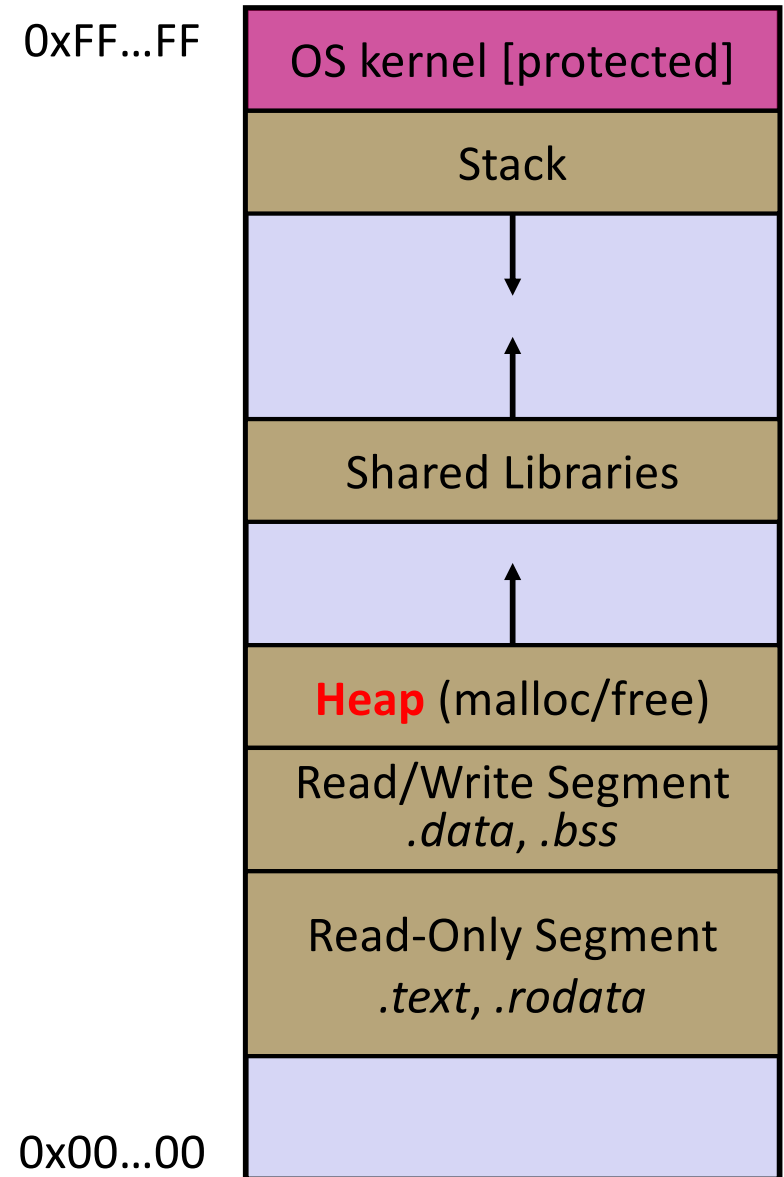 0xFF…FF
OS kernel [protected]
Stack
Shared Libraries
Heap (malloc/free)
Read/Write Segment
.data, .bss
Read-Only Segment
.text, .rodata
0x00…00